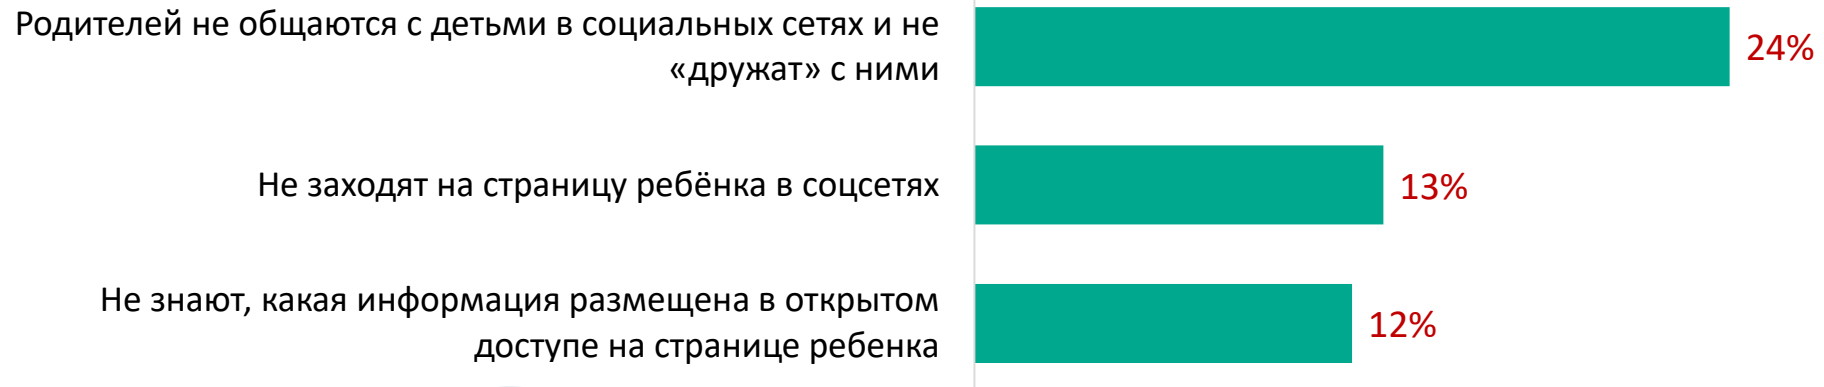 Родителей не общаются с детьми в социальных сетях и не
«дружат» с ними
24%
Не заходят на страницу ребёнка в соцсетях
13%
Не знают, какая информация размещена в открытом
доступе на странице ребенка
12%